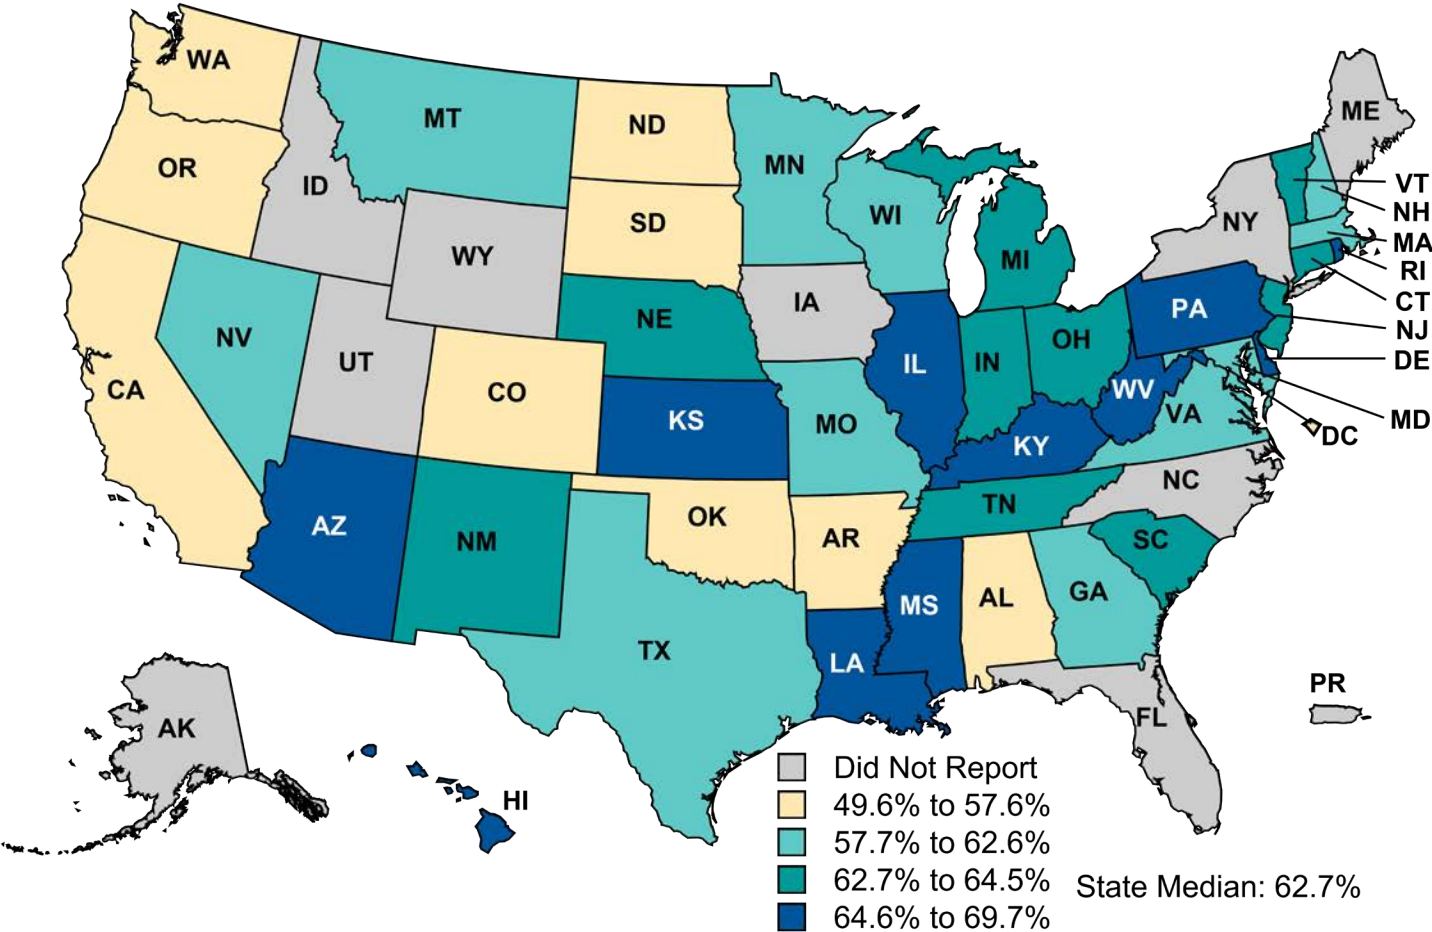 WA
ME
MT
ND
OR
MN
ID
VT
NH
WI
SD
NY
MA
WY
MI
RI
IA
CT
PA
NE
NJ
NV
OH
UT
IL
IN
DE
CA
CO
WV
KS
VA
MD
MO
DC
KY
NC
TN
OK
AZ
AR
NM
SC
GA
AL
MS
TX
LA
PR
FL
AK
HI
Did Not Report
49.6% to 57.6%
57.7% to 62.6%
62.7% to 64.5%
State Median: 62.7%
64.6% to 69.7%